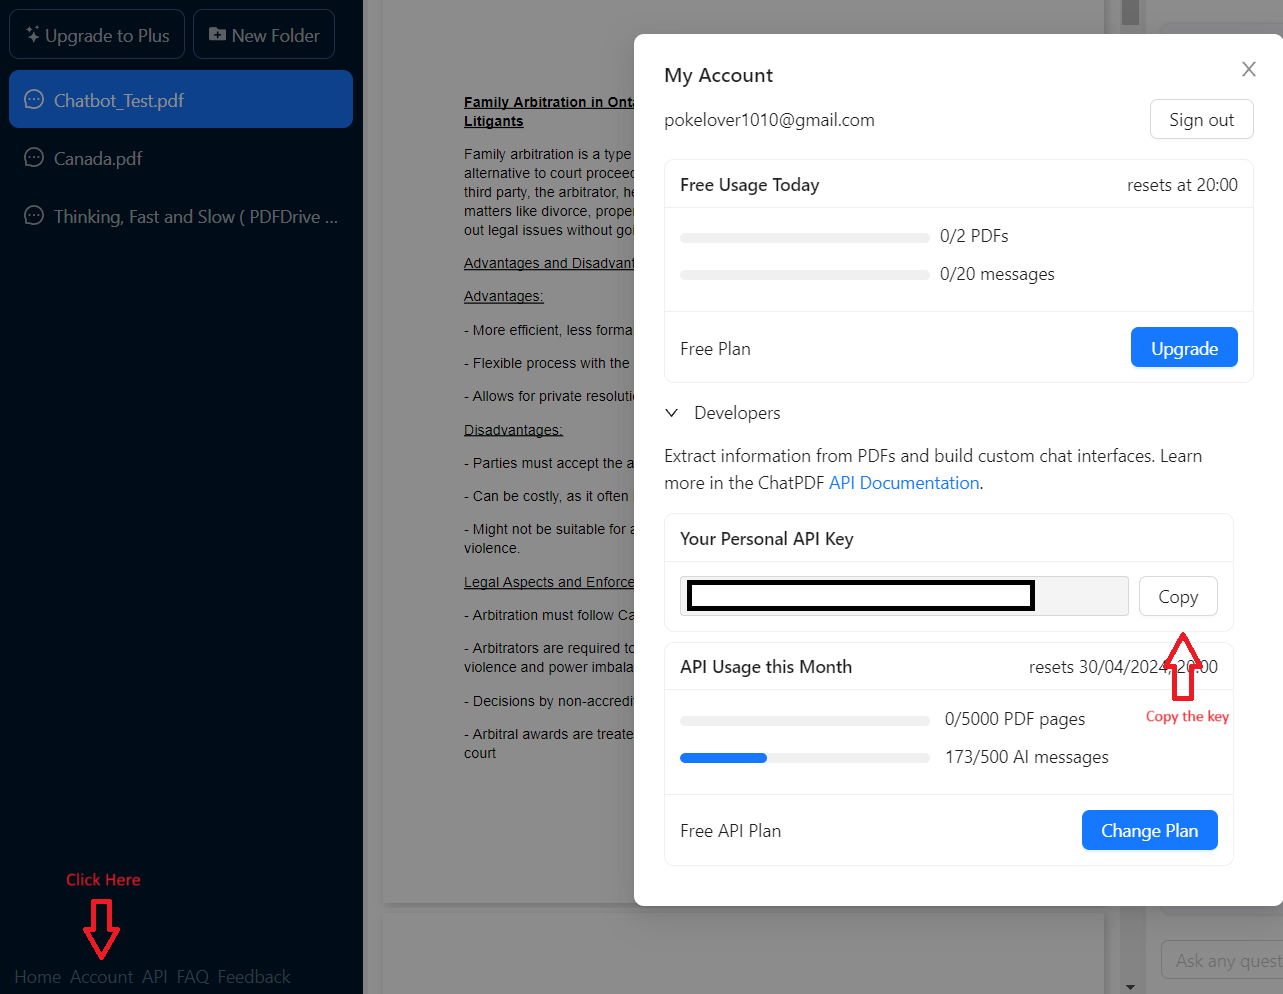 Upgrade to Plus
New Folder
Chatbot_Test.pdf
Canada.pdf
Thinking, Fast and Slow ( PDFDrive ...
Click Here
Home Account API FAQ Feedback
Family Arbitration in Onta
Litigants
Family arbitration is a type
alternative to court proceed
third party, the arbitrator, he
matters like divorce, proper
out legal issues without goi
Advantages and Disadvant
Advantages:
- More efficient, less forma
- Flexible process with the
- Allows for private resoluti
Disadvantages:
- Parties must accept the a
- Can be costly, as it often
- Might not be suitable for a
violence.
Legal Aspects and Enforce
- Arbitration must follow Ca
- Arbitrators are required to
violence and power imbala
- Decisions by non-accredi
- Arbitral awards are treate
court
My Account
pokelover1010@gmail.com
Sign out
Free Usage Today
resets at 20:00
0/2 PDFs
0/20 messages
Free Plan
Upgrade
Developers
Extract information from PDFs and build custom chat interfaces. Learn
more in the ChatPDF API Documentation.
Your Personal API Key
Copy
API Usage this Month
resets 30/04/2024, 20:00
Copy the key
0/5000 PDF pages
173/500 AI messages
Free API Plan
Change Plan
Ask any quest